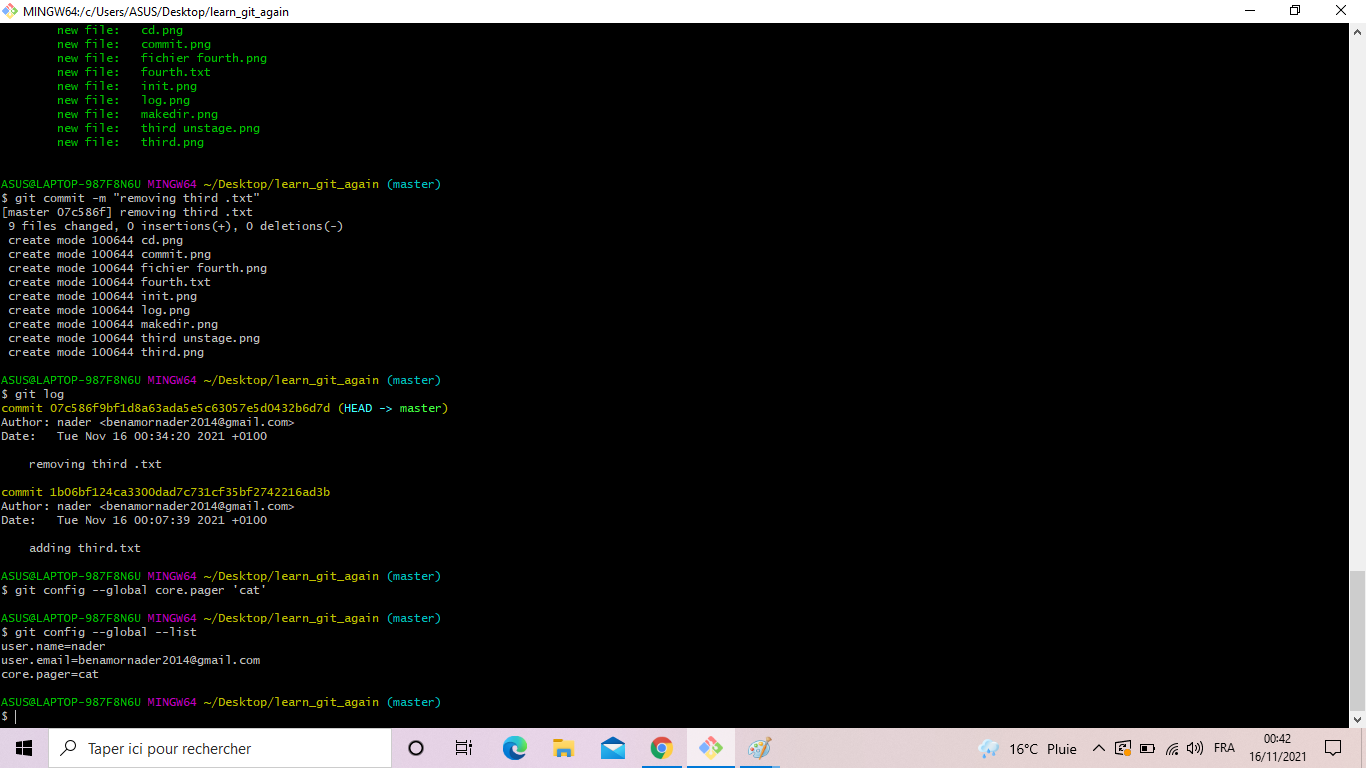 MINGW64:/c/Users/ASUS/Desktop/learn_git_again
new file:   cd.png
new file:   commit.png
new file:   fichier fourth.png
new file:   fourth.txt
new file:   init.png
new file:   log.png
new file:   makedir.png
new file:   third unstage.png
new file:   third.png
ASUS@LAPTOP-987F8N6U MINGW64 ~/Desktop/learn_git_again (master)
$ git commit -m "removing third .txt"
[master 07c586f] removing third .txt
 9 files changed, 0 insertions(+), 0 deletions(-)
 create mode 100644 cd.png
 create mode 100644 commit.png
 create mode 100644 fichier fourth.png
 create mode 100644 fourth.txt
 create mode 100644 init.png
 create mode 100644 log.png
 create mode 100644 makedir.png
 create mode 100644 third unstage.png
 create mode 100644 third.png
ASUS@LAPTOP-987F8N6U MINGW64 ~/Desktop/learn_git_again (master)
$ git log
commit 07c586f9bf1d8a63ada5e5c63057e5d0432b6d7d (HEAD -> master)
Author: nader <benamornader2014@gmail.com>
Date:   Tue Nov 16 00:34:20 2021 +0100
    removing third .txt
commit 1b06bf124ca3300dad7c731cf35bf2742216ad3b
Author: nader <benamornader2014@gmail.com>
Date:   Tue Nov 16 00:07:39 2021 +0100
    adding third.txt
ASUS@LAPTOP-987F8N6U MINGW64 ~/Desktop/learn_git_again (master)
$ git config --global core.pager 'cat'
ASUS@LAPTOP-987F8N6U MINGW64 ~/Desktop/learn_git_again (master)
$ git config --global --list
user.name=nader
user.email=benamornader2014@gmail.com
core.pager=cat
ASUS@LAPTOP-987F8N6U MINGW64 ~/Desktop/learn_git_again (master)
$
Taper ici pour rechercher
16°C Pluie
FRA
00:42
16/11/2021